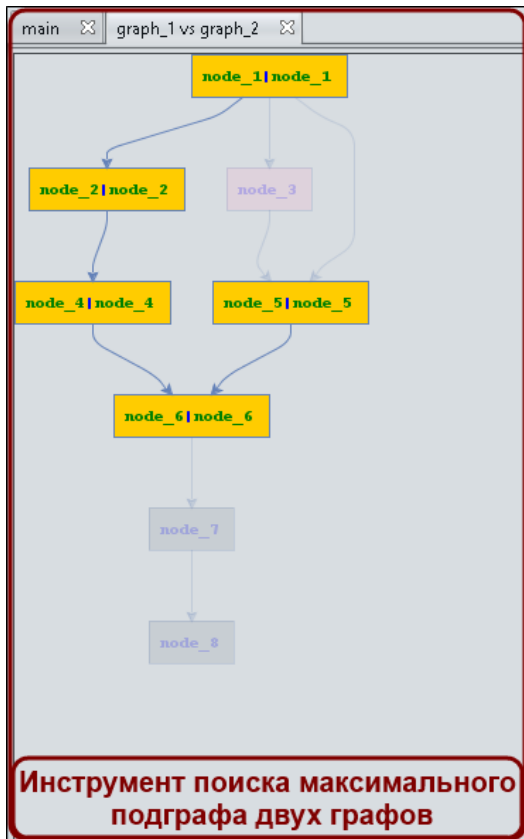 main graph_1 vs graph_2
node_1|node_1
node_2|node_2 node_3
node_4|node_4 node_5|node_5
node_6|node_6
node_7
node_8
Инструмент поиска максимального
подграфа двух графов